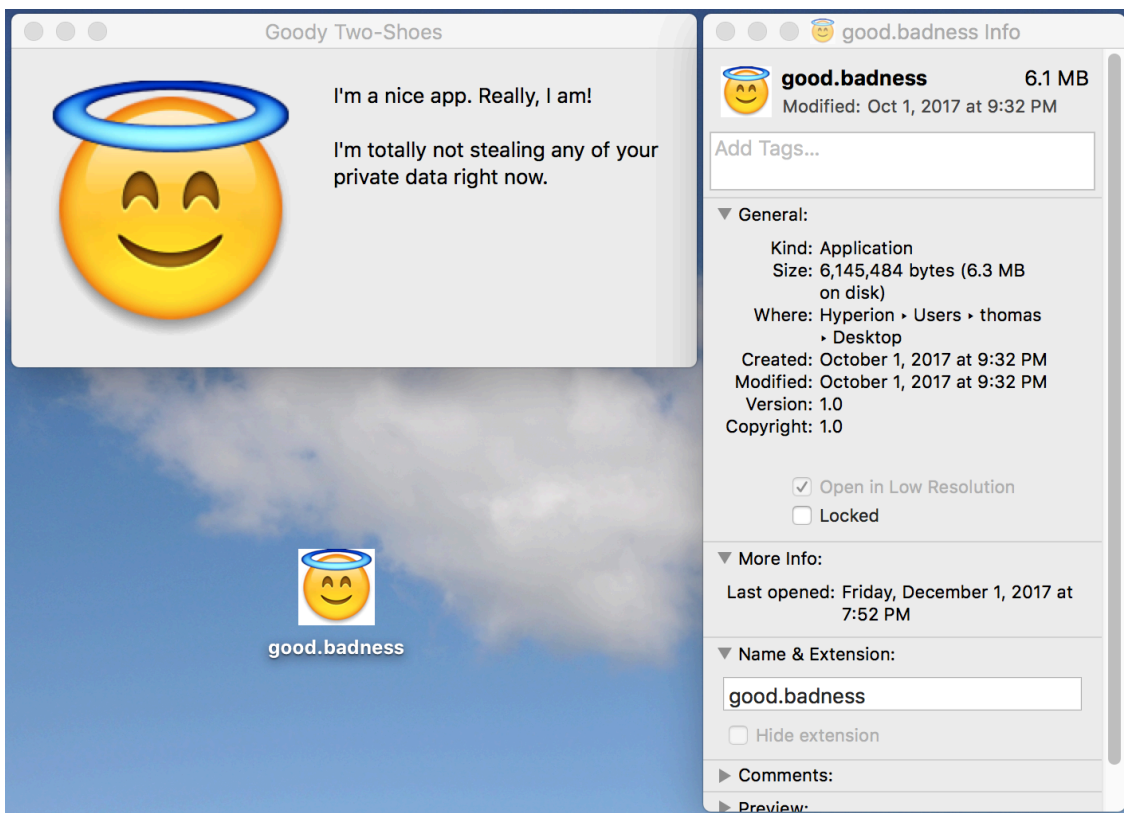 Goody Two-Shoes
I'm a nice app. Really, I am!
I'm totally not stealing any of your
private data right now.
good.badness
good.badness Info
good.badness 6.1 MB
Modified: Oct 1, 2017 at 9:32 PM
Add Tags...
General:
Kind: Application
Size: 6,145,484 bytes (6.3 MB
on disk)
Where: Hyperion ‣ Users ‣ thomas
‣ Desktop
Created: October 1, 2017 at 9:32 PM
Modified: October 1, 2017 at 9:32 PM
Version: 1.0
Copyright: 1.0
Open in Low Resolution
Locked
More Info:
Last opened: Friday, December 1, 2017 at
7:52 PM
Name & Extension:
good.badness
Hide extension
Comments:
Preview: